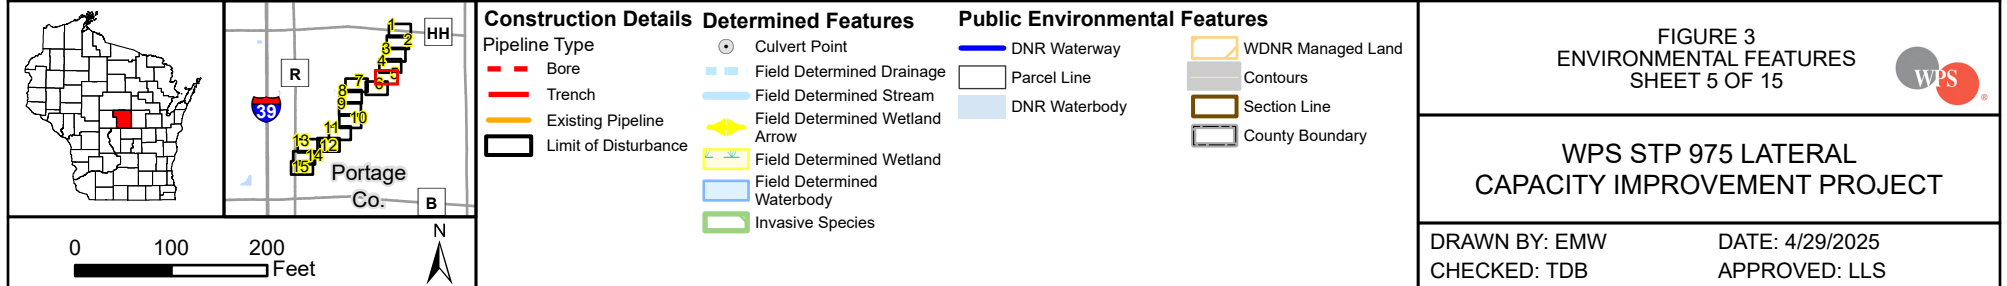 1
2
3
4
5
6
7
8
9
10
11
12
13
14
15
HH
R
39
Portage
Co.
B
0 100 200
Feet
N
Construction Details
Pipeline Type
Bore
Trench
Existing Pipeline
Limit of Disturbance
Determined Features
Culvert Point
Field Determined Drainage
Field Determined Stream
Field Determined Wetland
Arrow
Field Determined Wetland
Field Determined
Waterbody
Invasive Species
Public Environmental Features
DNR Waterway
Parcel Line
DNR Waterbody
WDNR Managed Land
Contours
Section Line
County Boundary
FIGURE 3
ENVIRONMENTAL FEATURES
SHEET 5 OF 15
WPS
®
WPS STP 975 LATERAL
CAPACITY IMPROVEMENT PROJECT
DRAWN BY: EMW DATE: 4/29/2025
CHECKED: TDB APPROVED: LLS